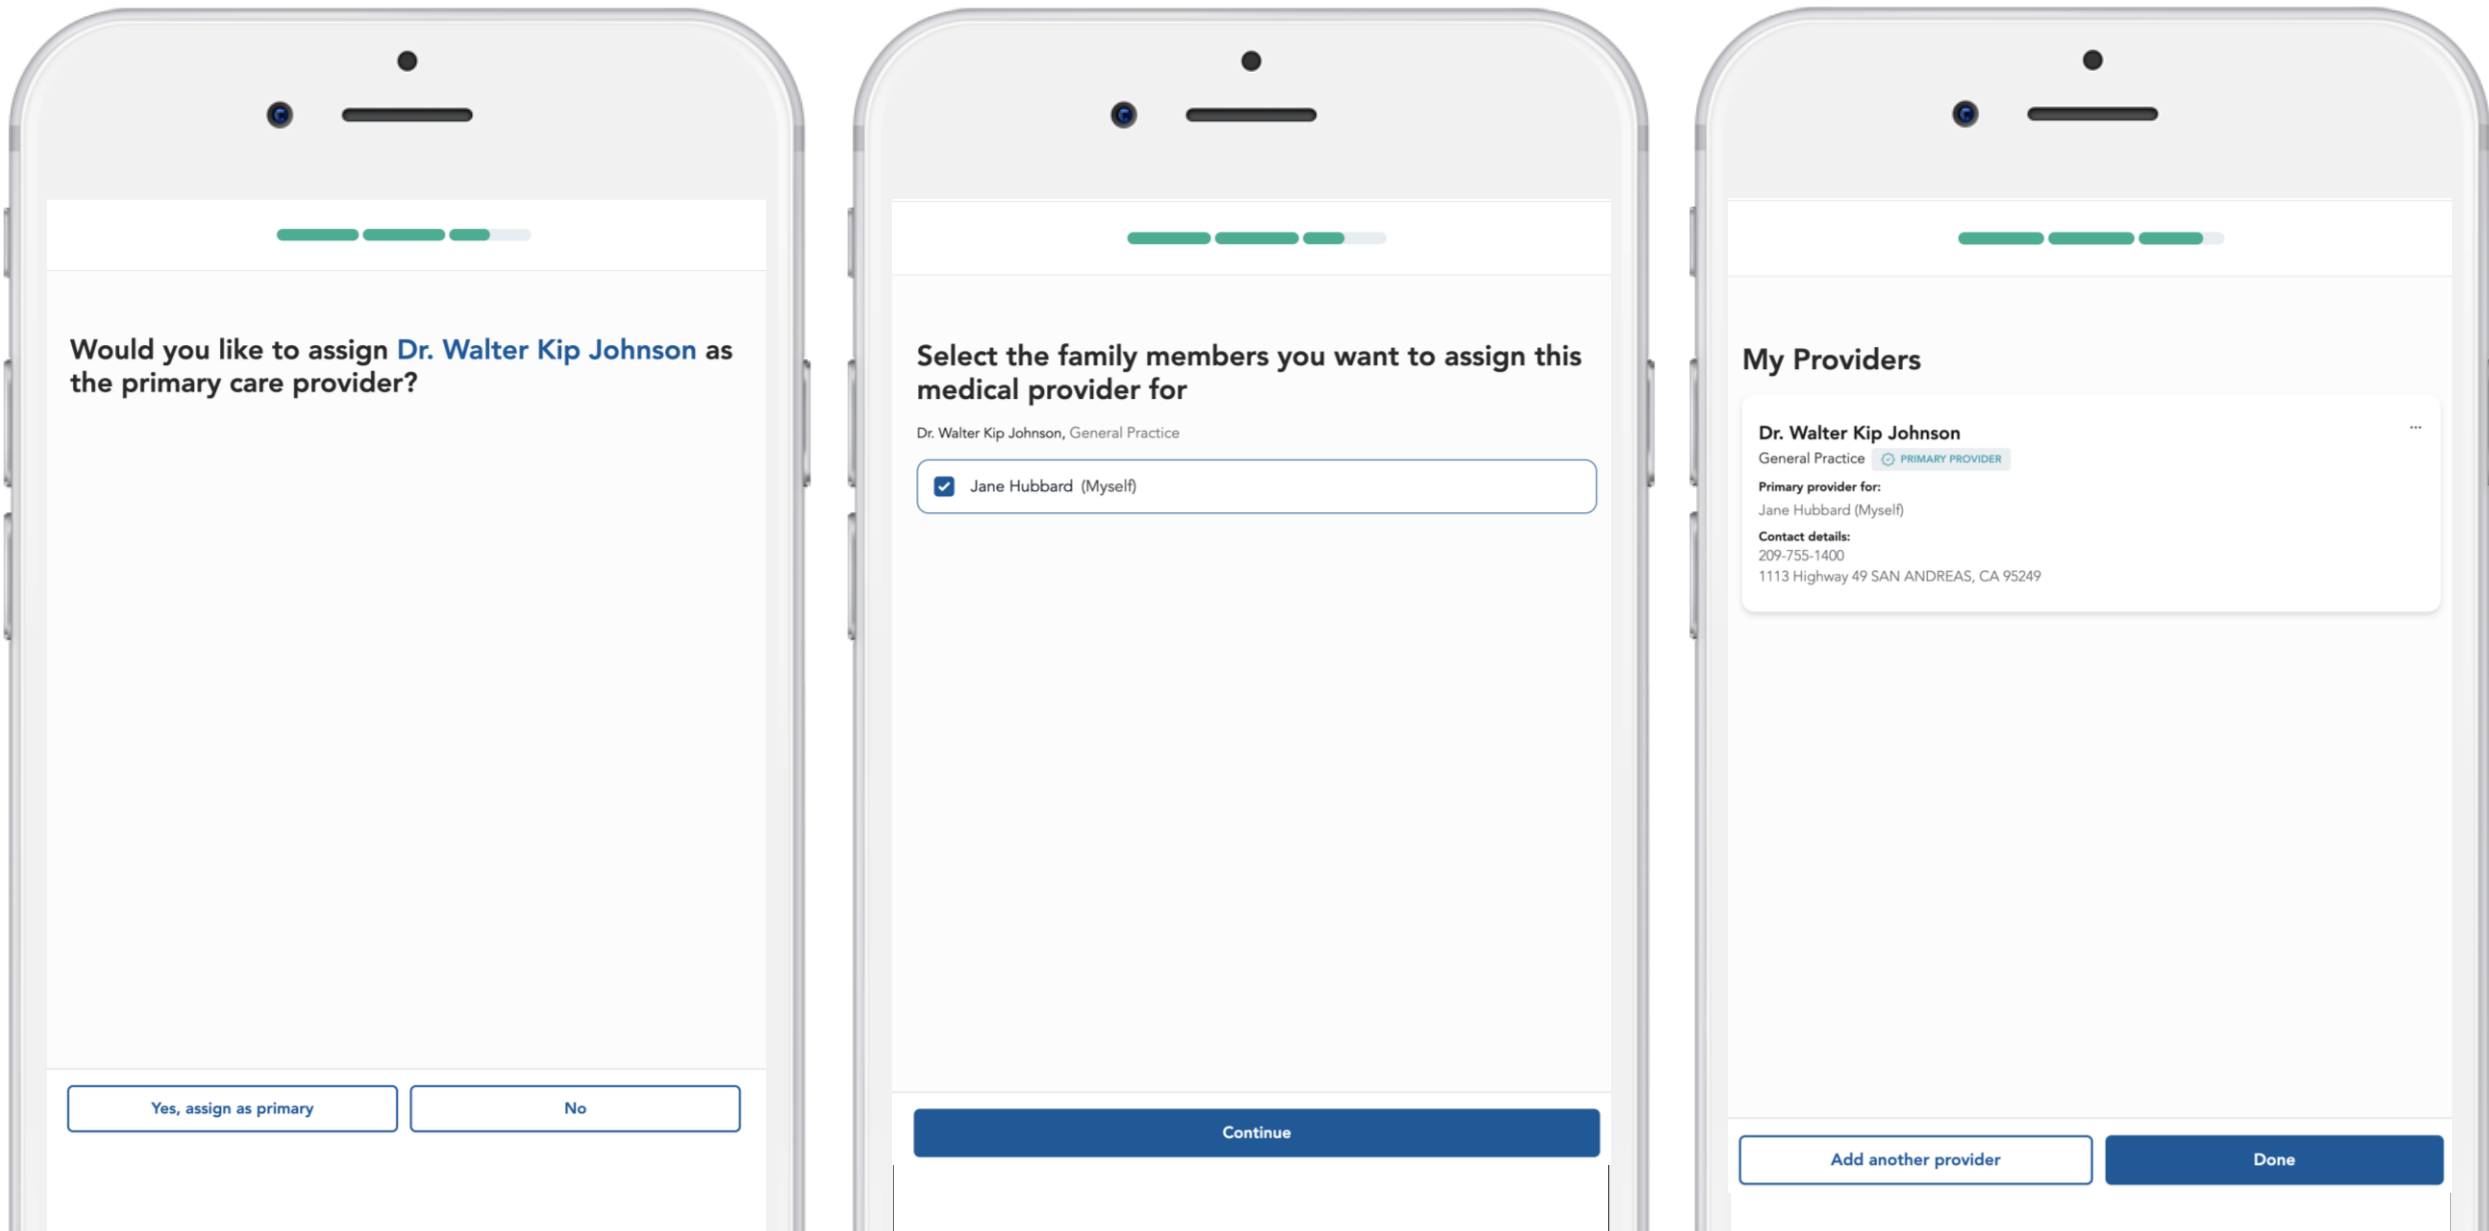 Would you like to assign Dr. Walter Kip Johnson as
the primary care provider?
Yes, assign as primary
No
Select the family members you want to assign this
medical provider for
Dr. Walter Kip Johnson, General Practice
Jane Hubbard (Myself)
Continue
My Providers
Dr. Walter Kip Johnson
...
General Practice PRIMARY PROVIDER
Primary provider for:
Jane Hubbard (Myself)
Contact details:
209-755-1400
1113 Highway 49 SAN ANDREAS, CA 95249
Add another provider
Done